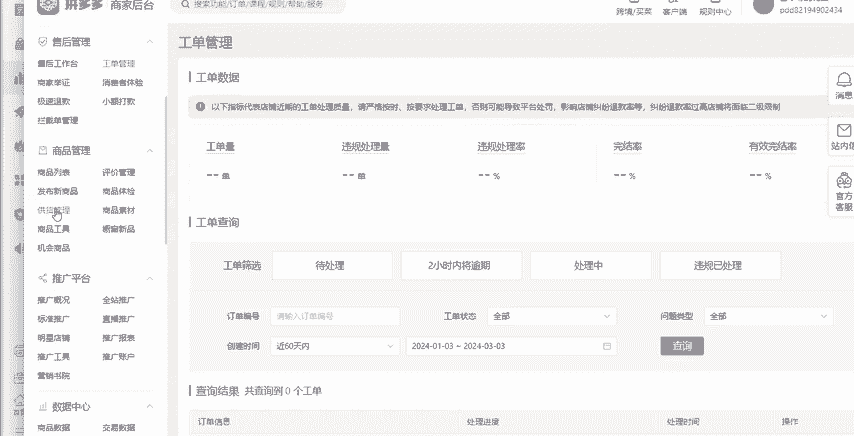 拼多多 商家后台
搜索功能/订单/课程/规则/帮助/服务
跨境/买菜 客户端 规则中心
pdd82194902434
售后管理
售后工作台 工单管理
商家举证 消费者体验
极速退款 小额打款
拦截单管理
商品管理
商品列表 评价管理
发布新商品 商品体检
供货管理 商品素材
商品工具 橱窗新品
机会商品
推广平台
推广概况 全站推广
标准推广 直播推广
明星店铺 推广报表
推广工具 推广账户
营销书院
数据中心
商品数据 交易数据
工单管理
工单数据
以下指标代表店铺近期的工单处理质量，请严格按时、按要求处理工单，否则可能导致平台处罚，影响店铺纠纷退款率等，纠纷退款率过高店铺将面临二级限制
工单量 违规处理量 违规处理率 完结率 有效完结率
-- 单 -- 单 -- % -- % -- %
工单查询
工单筛选 待处理 2小时内将逾期 处理中 违规已处理
订单编号 请输入订单编号 工单状态 全部 问题类型 全部
创建时间 近60天内 2024-01-03 ~ 2024-03-03 查询
查询结果 共查询到 0 个工单
订单信息 处理进度 处理时间 操作
消息
站内信
官方
客服